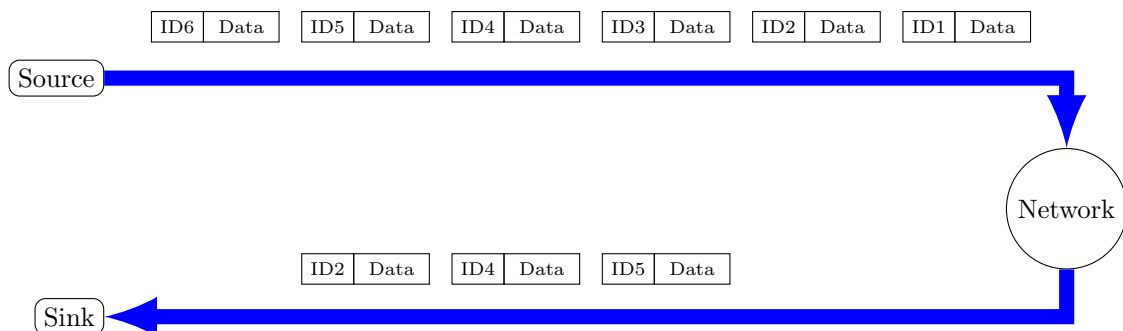 ID6 Data ID5 Data ID4 Data ID3 Data ID2 Data ID1 Data
Source
Network
ID2 Data ID4 Data ID5 Data
Sink